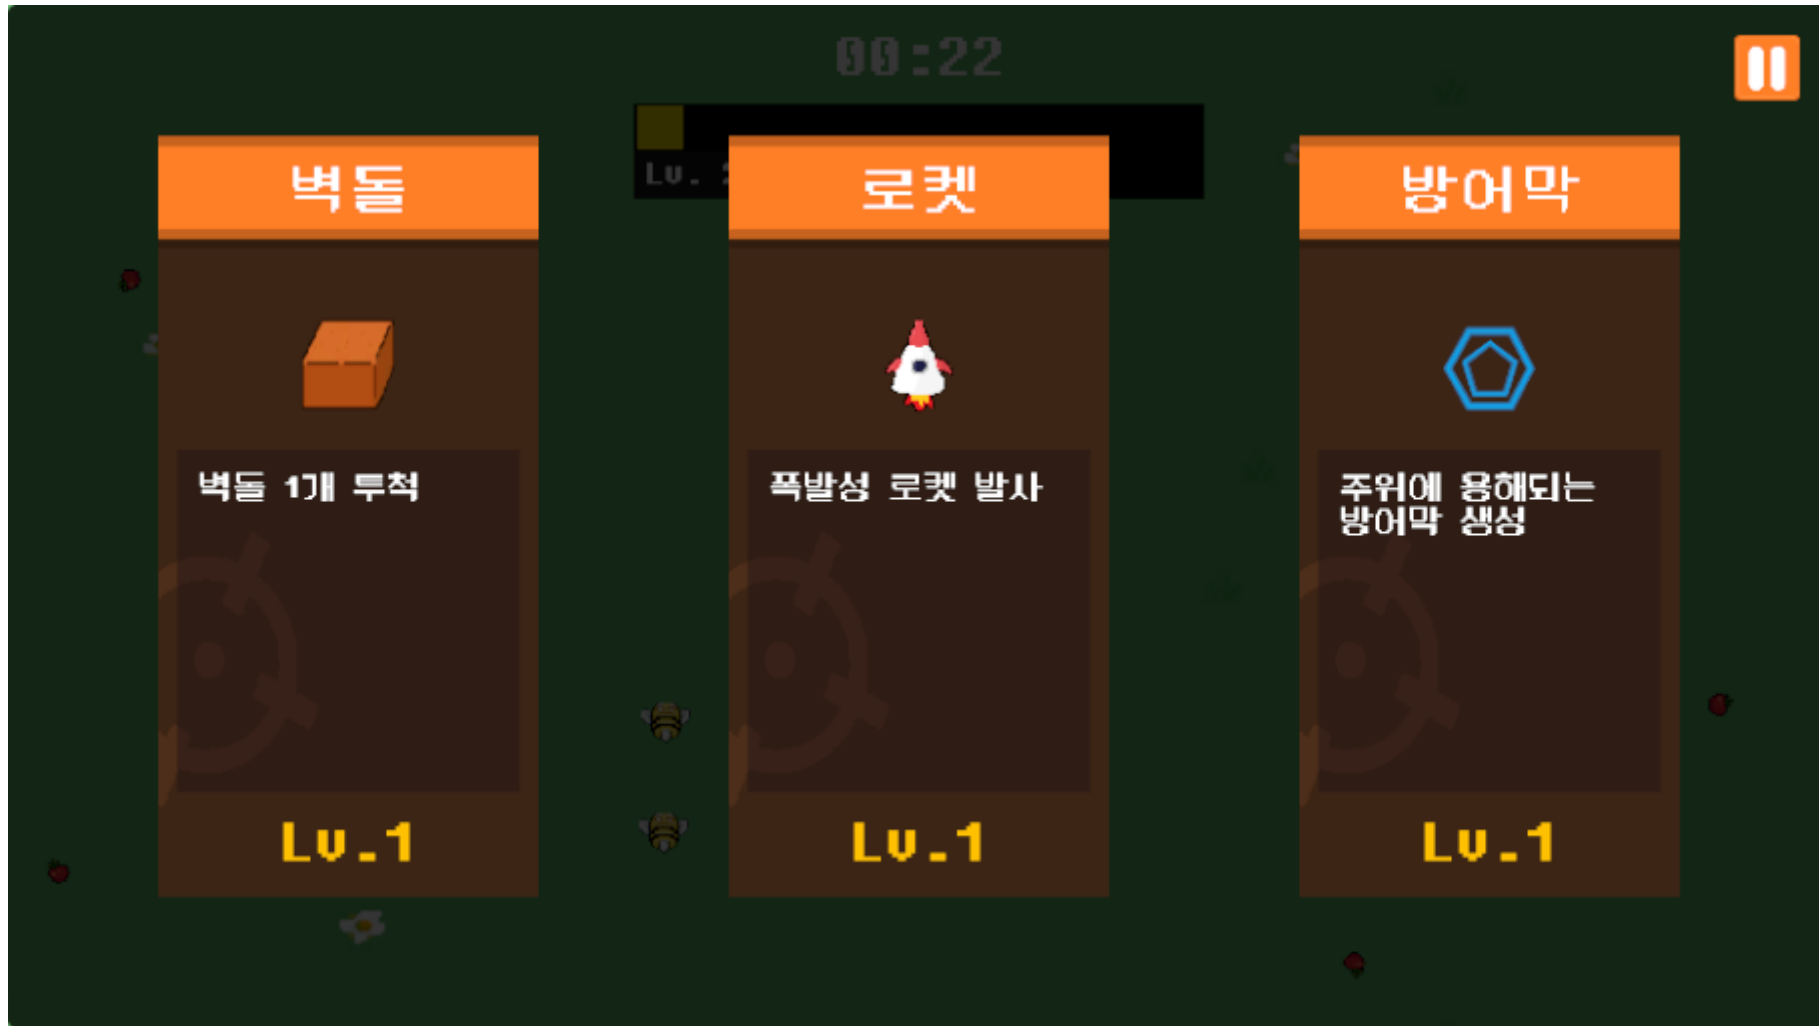 00:22
Lv. 2
벽돌
로켓
방어막
벽돌 1개 투척
폭발성 로켓 발사
주위에 용해되는
방어막 생성
Lv.1
Lv.1
Lv.1